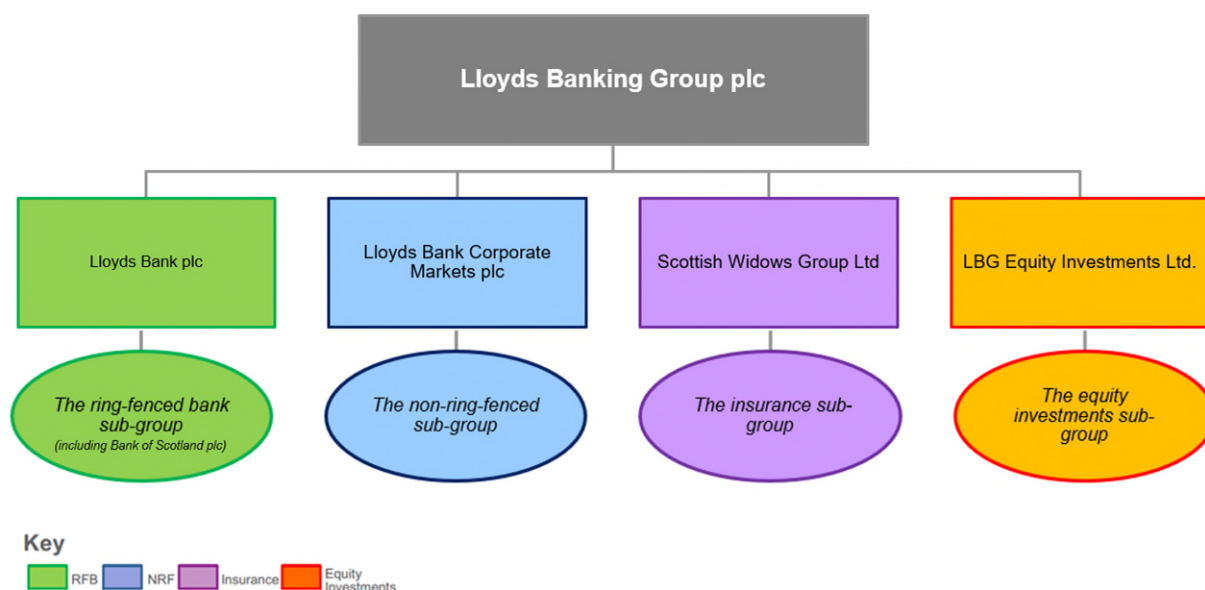 Lloyds Banking Group plc
Lloyds Bank plc
Lloyds Bank Corporate
Markets plc
Scottish Widows Group Ltd
LBG Equity Investments Ltd.
The ring-fenced bank
sub-group
(including Bank of Scotland plc)
The non-ring-fenced
sub-group
The insurance sub-
group
The equity
investments sub-
group
Key
RFB
NRF
Insurance
Equity
Investments